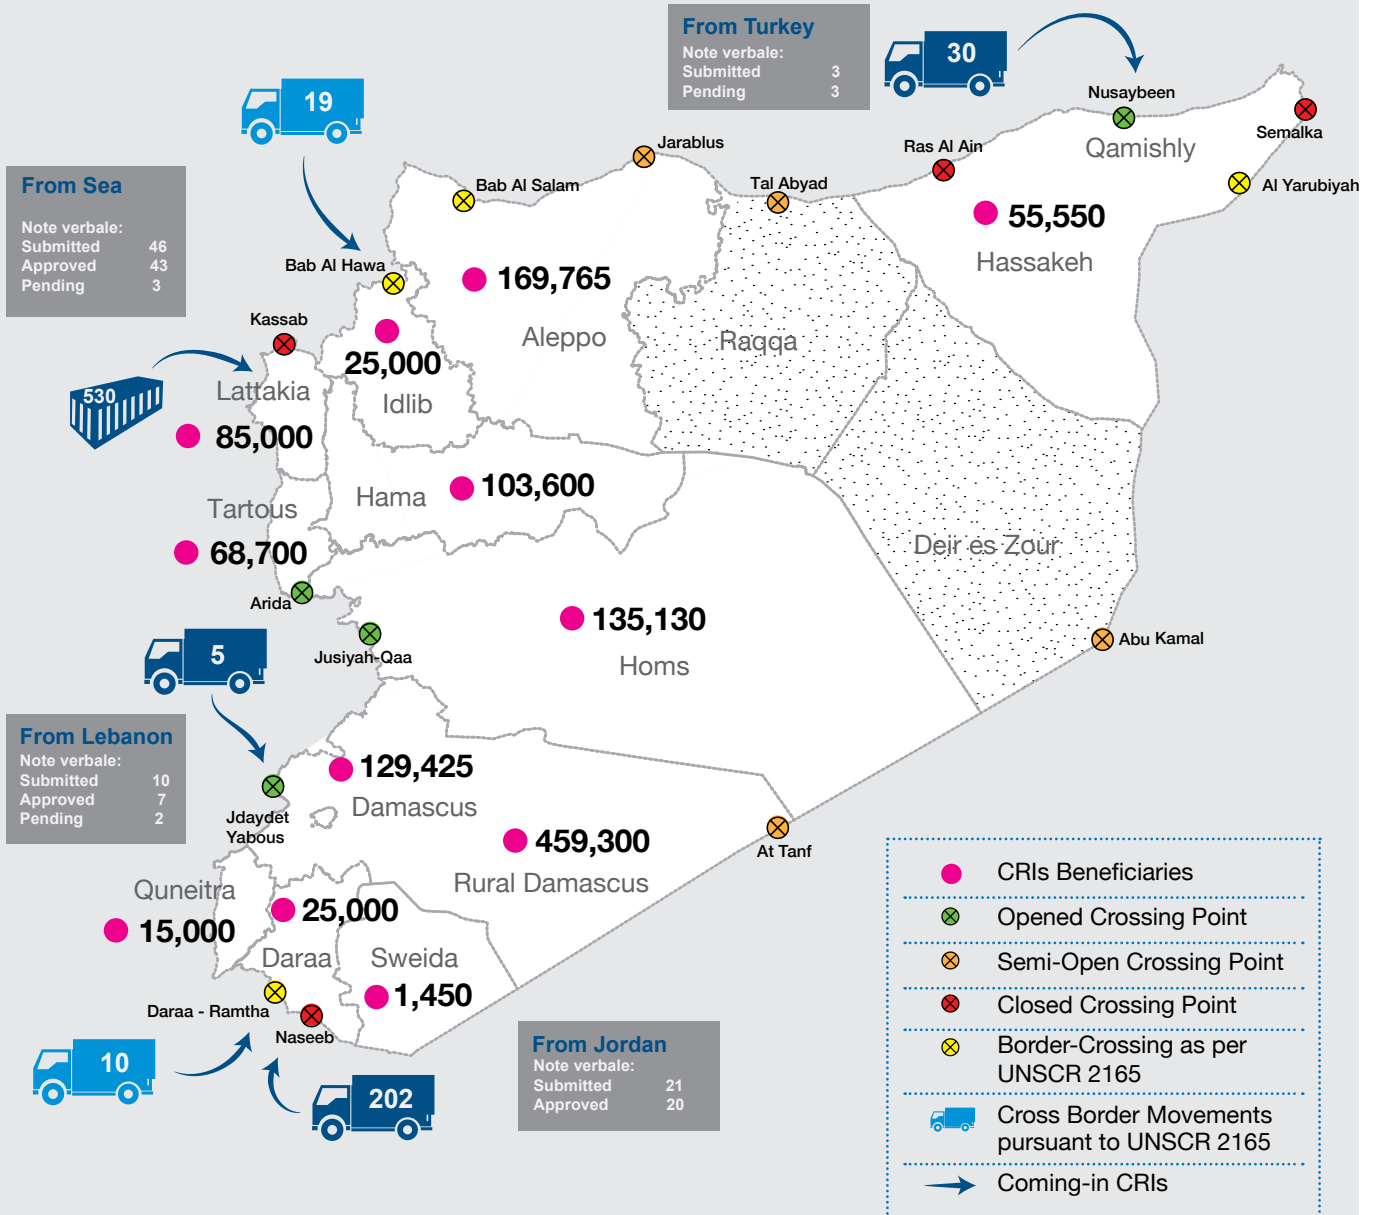 From Turkey
Note verbale:
Submitted 3
Pending 3
30
Nusaybeen
Semalka
Qamishly
Ras Al Ain
Al Yarubiyah
55,550
Hassakeh
19
Jarablus
Bab Al Salam
Tal Abyad
From Sea
Note verbale:
Submitted 46
Approved 43
Pending 3
Bab Al Hawa
169,765
Aleppo
Raqqa
Kassab
25,000
Idlib
530
Lattakia
85,000
Hama
103,600
Tartous
68,700
Deir es Zour
Arida
135,130
Homs
Jusiyah-Qaa
Abu Kamal
5
From Lebanon
Note verbale:
Submitted 10
Approved 7
Pending 2
129,425
Damascus
Jdaydet
Yabous
459,300
Rural Damascus
At Tanf
Quneitra
15,000
25,000
Daraa
Sweida
1,450
Daraa - Ramtha
Naseeb
10
202
From Jordan
Note verbale:
Submitted 21
Approved 20
CRIs Beneficiaries
Opened Crossing Point
Semi-Open Crossing Point
Closed Crossing Point
Border-Crossing as per
UNSCR 2165
Cross Border Movements
pursuant to UNSCR 2165
Coming-in CRIs